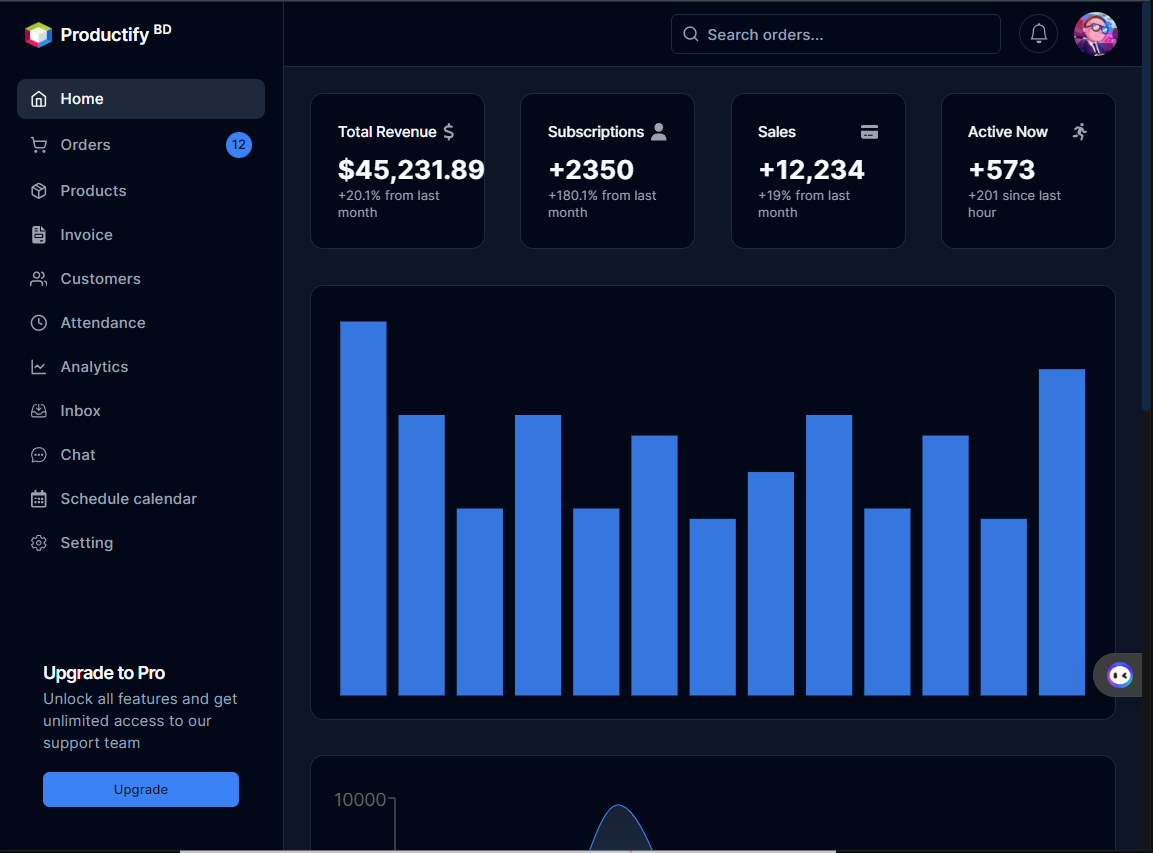 Productify BD
Search orders...
Home
Orders 12
Products
Invoice
Customers
Attendance
Analytics
Inbox
Chat
Schedule calendar
Setting
Upgrade to Pro
Unlock all features and get
unlimited access to our
support team
Upgrade
Total Revenue $
$45,231.89
+20.1% from last
month
Subscriptions
+2350
+180.1% from last
month
Sales
+12,234
+19% from last
month
Active Now
+573
+201 since last
hour
10000